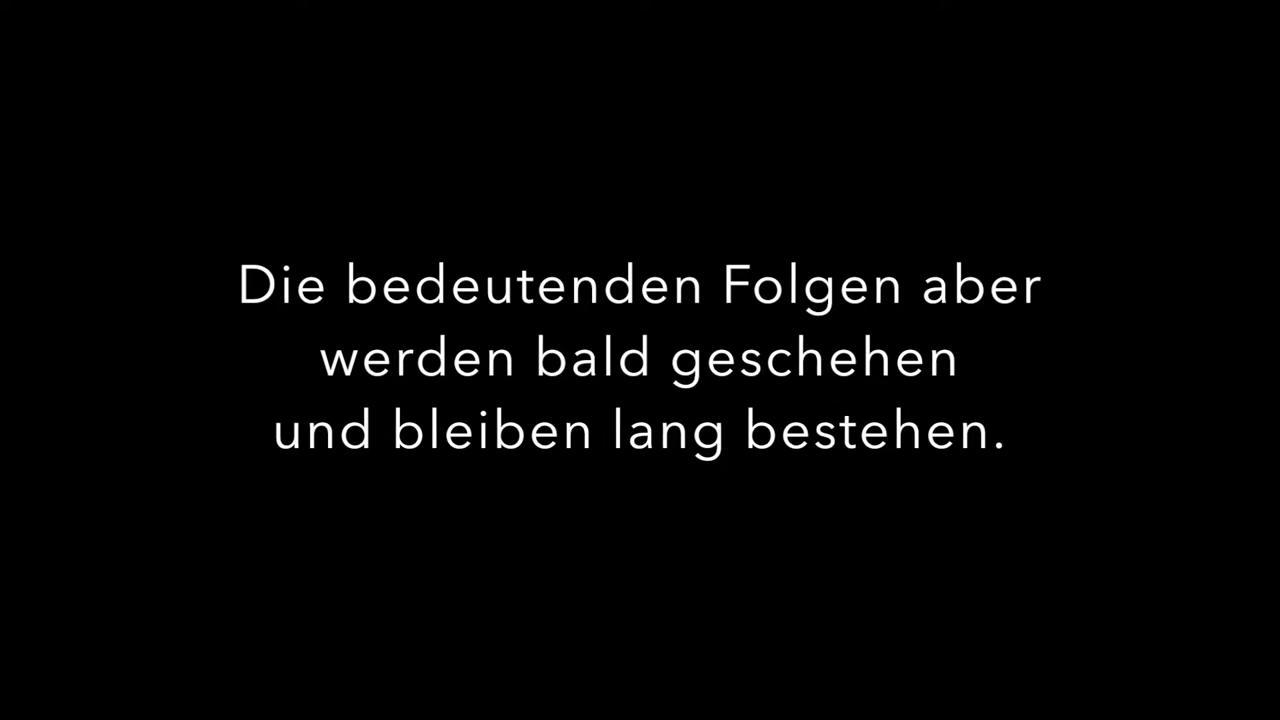 Die bedeutenden Folgen aber
werden bald geschehen
und bleiben lang bestehen.